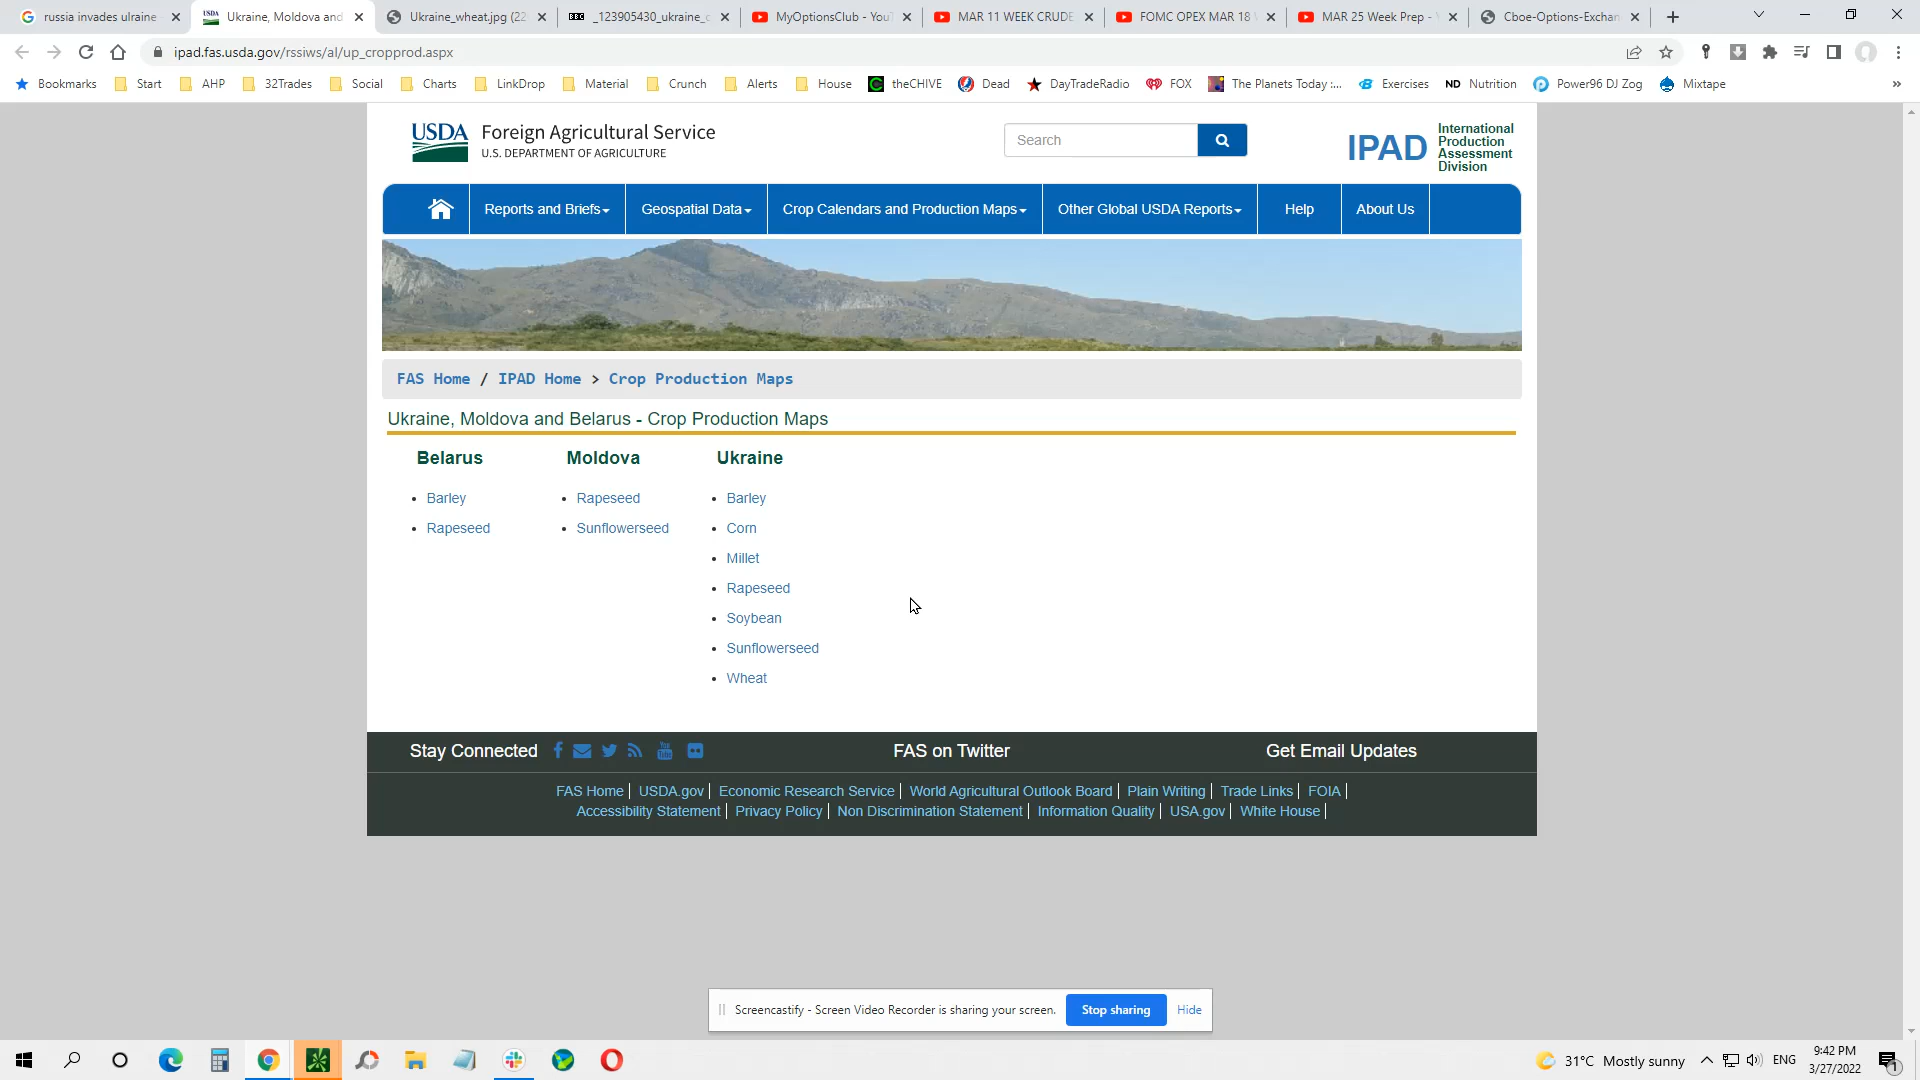 russia invades ulraine
Ukraine, Moldova and
Ukraine_wheat.jpg (22
_123905430_ukraine_c
MyOptionsClub - YouT
MAR 11 WEEK CRUDE
FOMC OPEX MAR 18
MAR 25 Week Prep -
Cboe-Options-Exchan
ipad.fas.usda.gov/rssiws/al/up_cropprod.aspx
Bookmarks Start AHP 32Trades Social Charts LinkDrop Material Crunch Alerts House theCHIVE Dead DayTradeRadio FOX The Planets Today :... Exercises ND Nutrition Power96 DJ Zog Mixtape »
USDA Foreign Agricultural Service
U.S. DEPARTMENT OF AGRICULTURE
Search
IPAD International
Production
Assessment
Division
Reports and Briefs Geospatial Data Crop Calendars and Production Maps Other Global USDA Reports Help About Us
FAS Home / IPAD Home > Crop Production Maps
Ukraine, Moldova and Belarus - Crop Production Maps
Belarus
• Barley
• Rapeseed
Moldova
• Rapeseed
• Sunflowerseed
Ukraine
• Barley
• Corn
• Millet
• Rapeseed
• Soybean
• Sunflowerseed
• Wheat
Stay Connected
FAS on Twitter
Get Email Updates
FAS Home | USDA.gov | Economic Research Service | World Agricultural Outlook Board | Plain Writing | Trade Links | FOIA |
Accessibility Statement | Privacy Policy | Non Discrimination Statement | Information Quality | USA.gov | White House |
Screencastify - Screen Video Recorder is sharing your screen. Stop sharing Hide
31°C Mostly sunny ENG
9:42 PM
3/27/2022
1